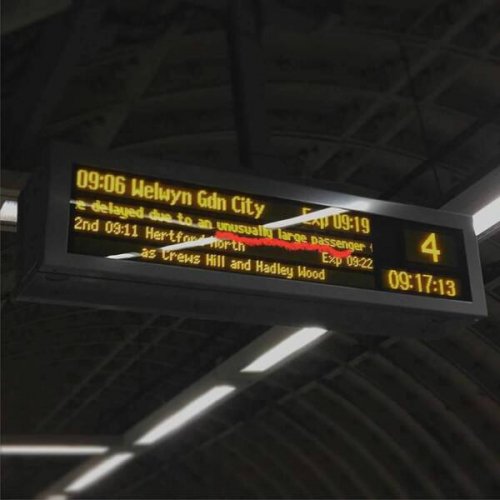 09:06 Welwyn Gdn City Exp 09:19
e delayed due to an unusually large passenger
2nd 09:11 Hertford North Exp 09:22
as Crews Hill and Hadley Wood
4
09:17:13